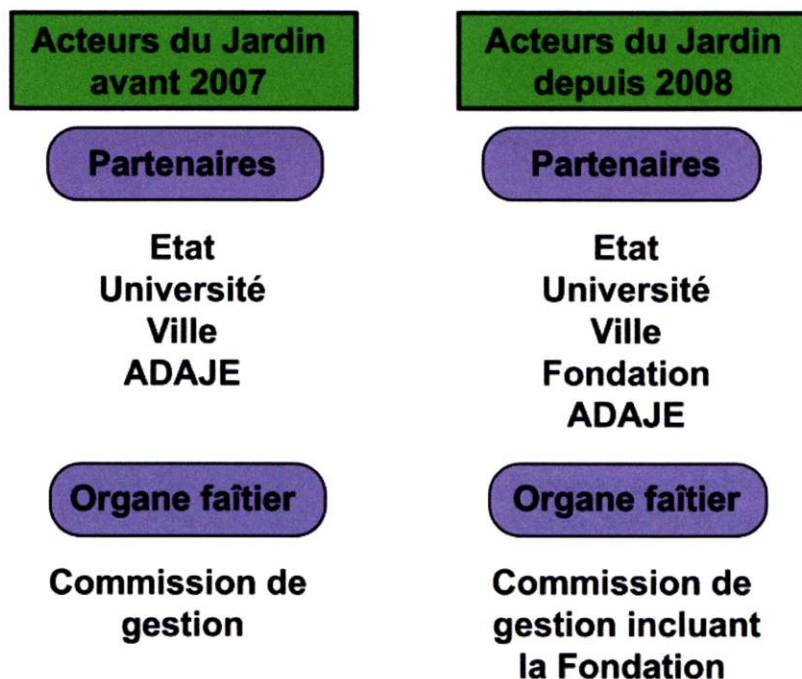 Acteurs du Jardin
avant 2007
Partenaires
Etat
Université
Ville
ADAJE
Organe faîtier
Commission de
gestion
Acteurs du Jardin
depuis 2008
Partenaires
Etat
Université
Ville
Fondation
ADAJE
Organe faîtier
Commission de
gestion incluant
la Fondation